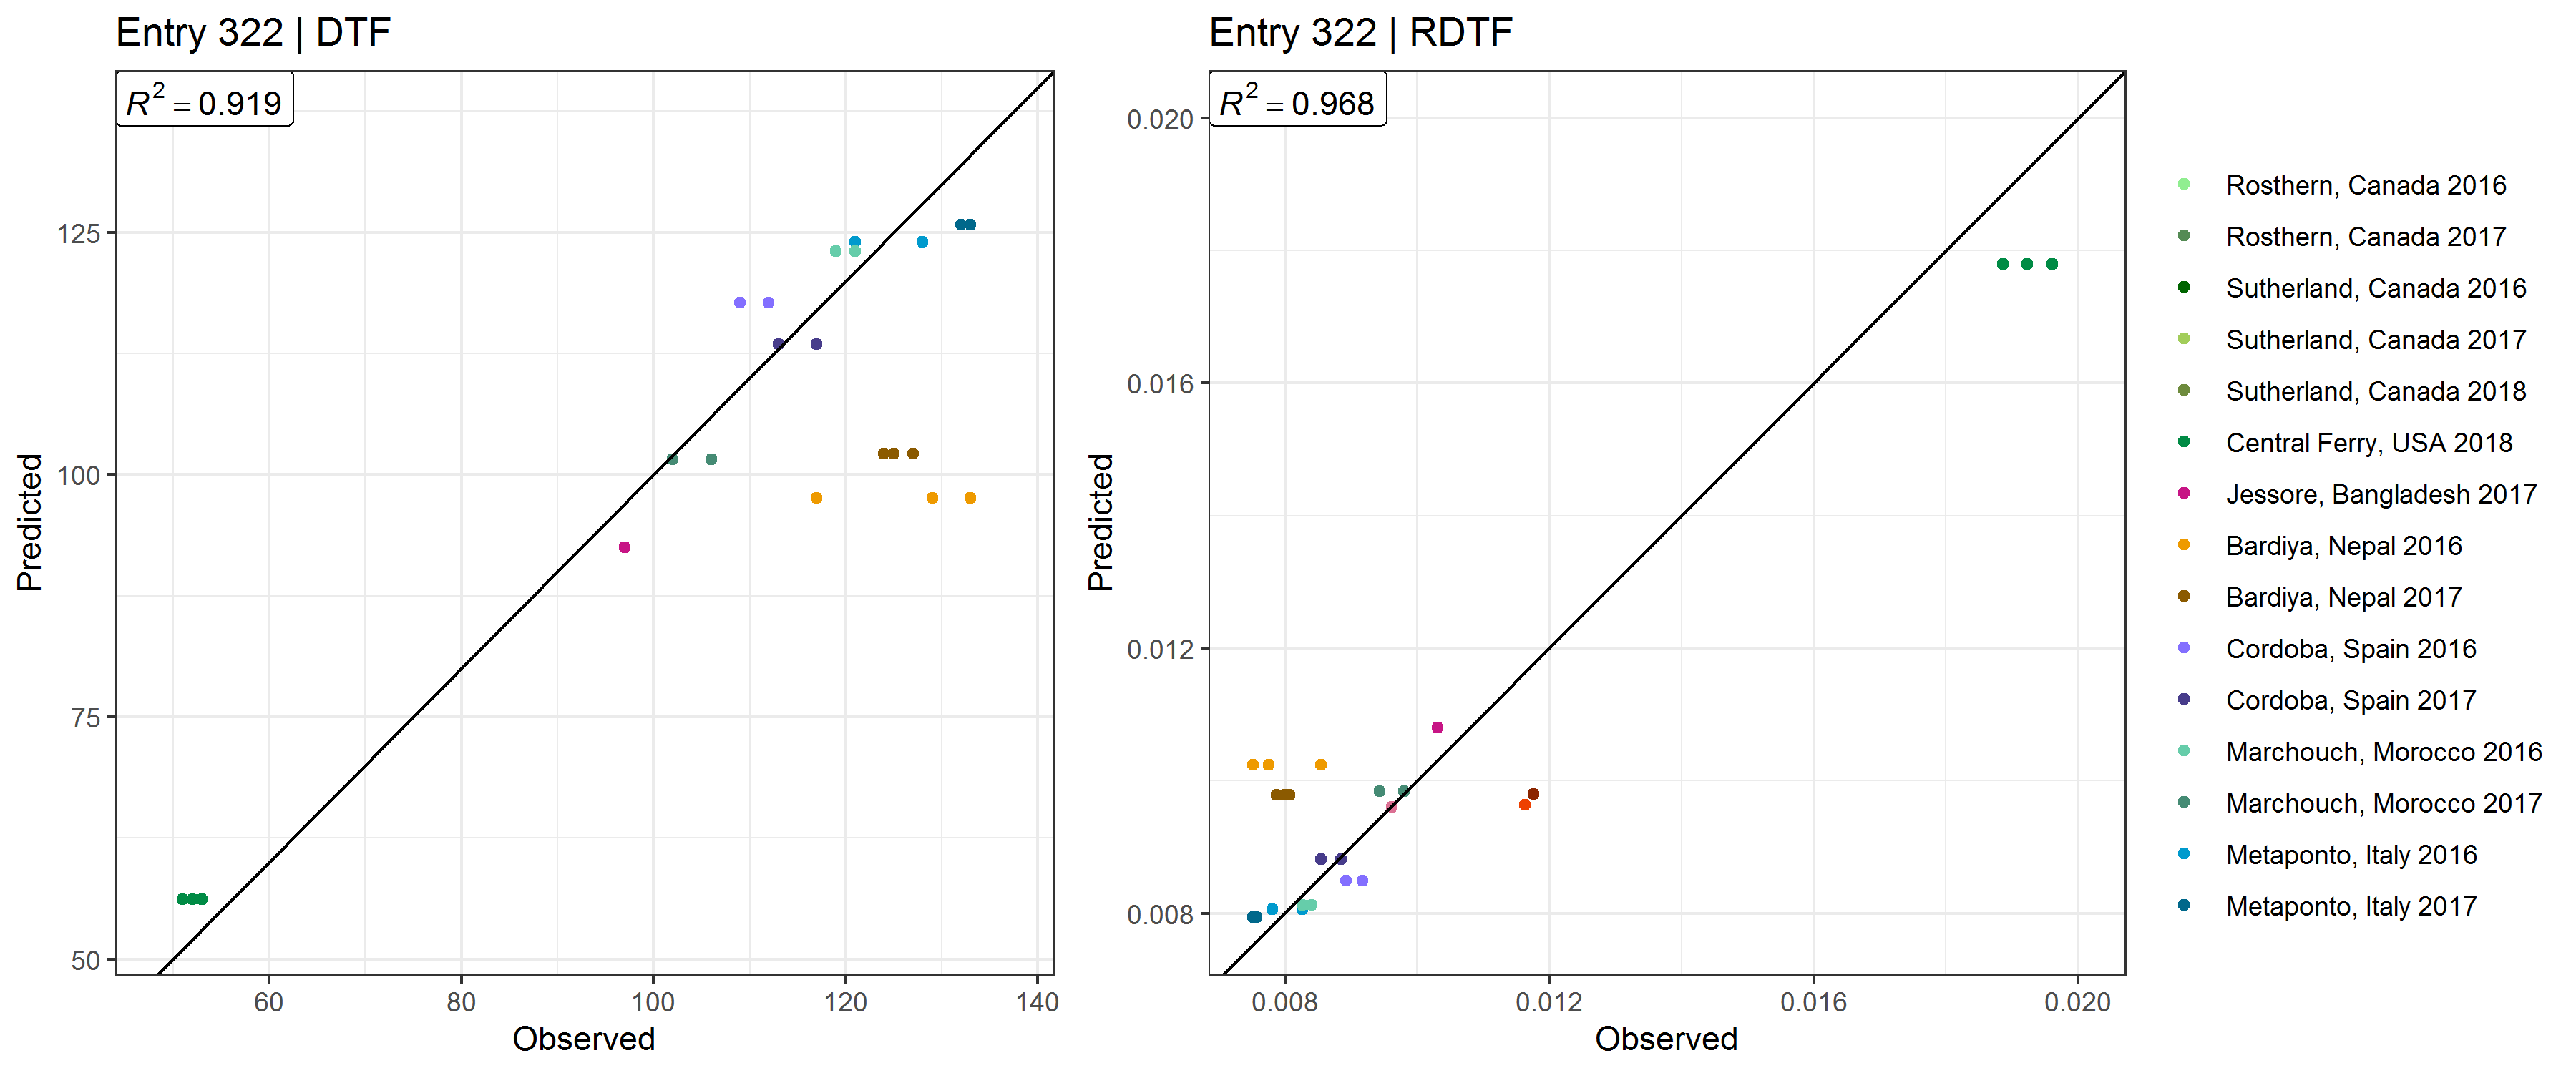 Entry 322 | DTF
R² = 0.919
125
100
75
50
60 80 100 120 140
Observed
Predicted
Entry 322 | RDTF
R² = 0.968
0.020
0.016
0.012
0.008
0.008 0.012 0.016 0.020
Observed
Predicted
Rosthern, Canada 2016
Rosthern, Canada 2017
Sutherland, Canada 2016
Sutherland, Canada 2017
Sutherland, Canada 2018
Central Ferry, USA 2018
Jessore, Bangladesh 2017
Bardiya, Nepal 2016
Bardiya, Nepal 2017
Cordoba, Spain 2016
Cordoba, Spain 2017
Marchouch, Morocco 2016
Marchouch, Morocco 2017
Metaponto, Italy 2016
Metaponto, Italy 2017